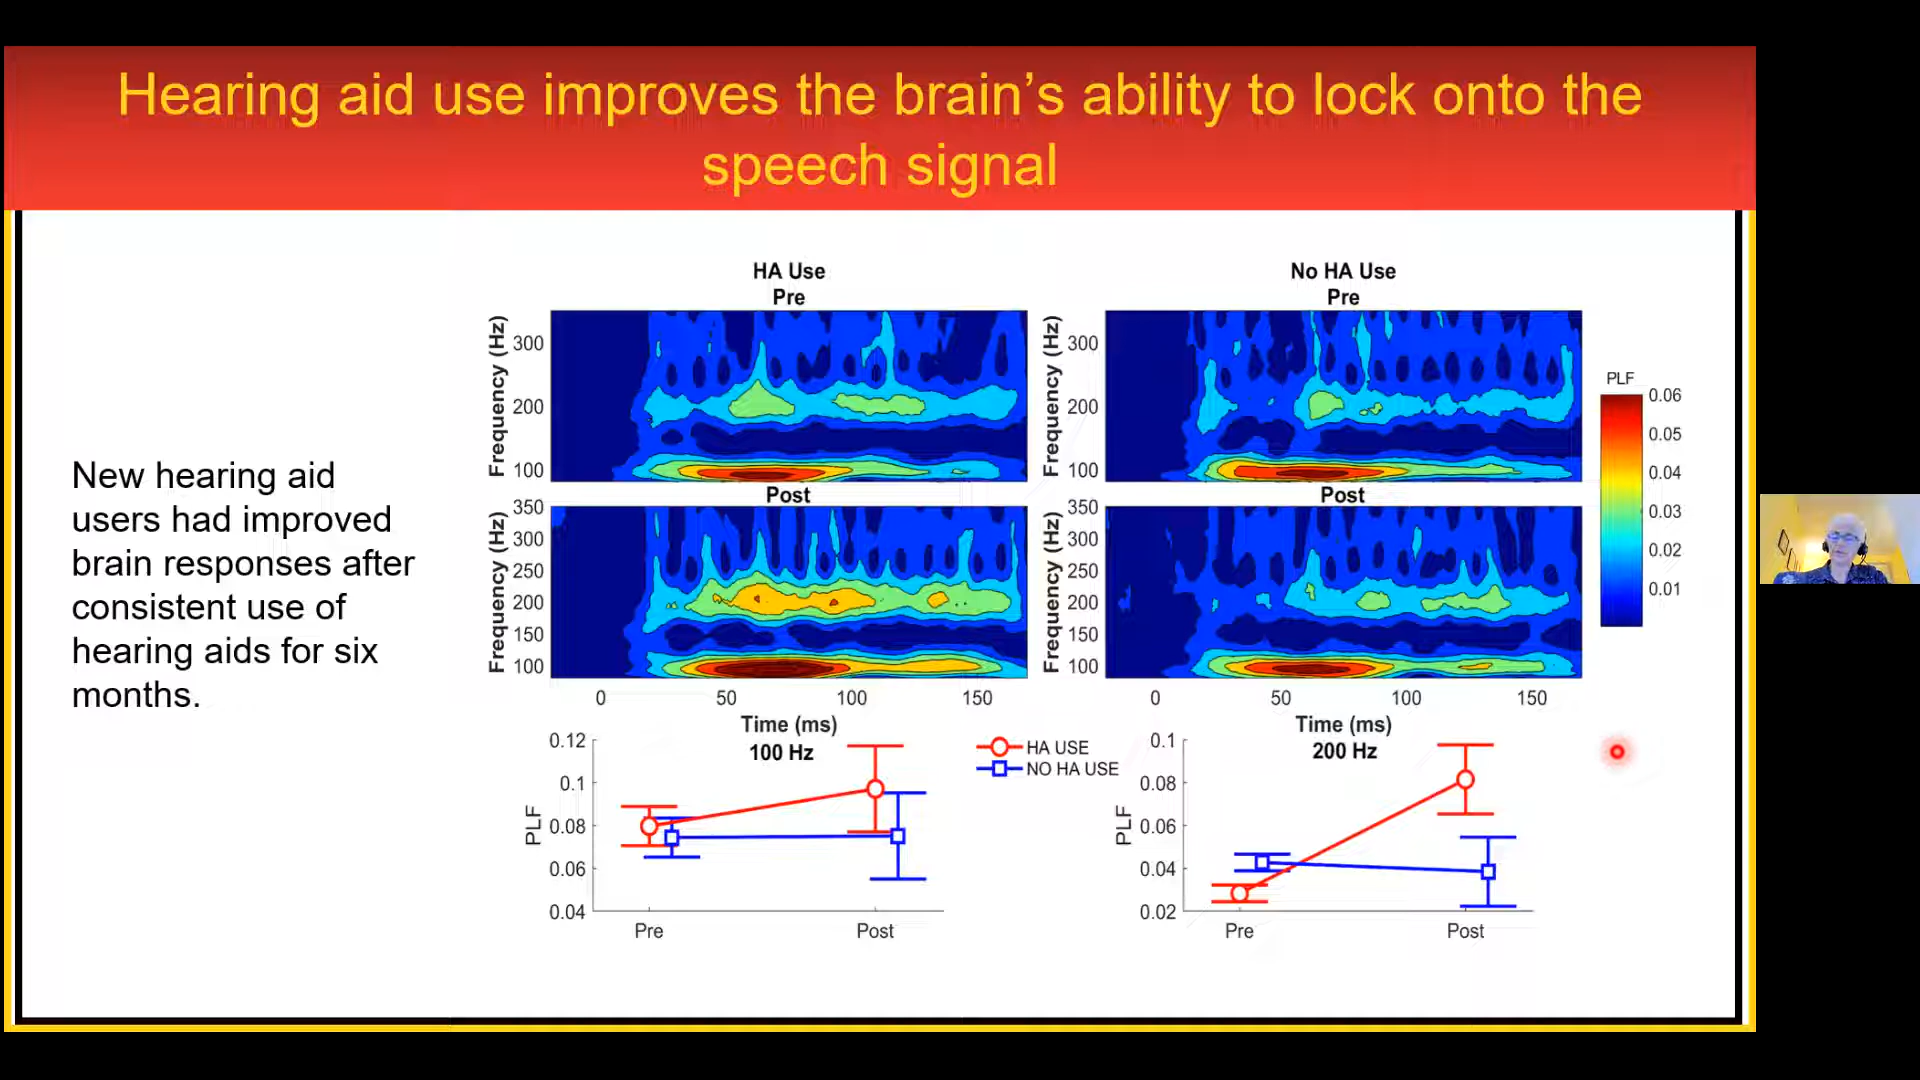 Hearing aid use improves the brain's ability to lock onto the
speech signal
New hearing aid
users had improved
brain responses after
consistent use of
hearing aids for six
months.
HA Use
Pre
Frequency (Hz)
300
200
100
No HA Use
Pre
Frequency (Hz)
300
200
100
Post
Frequency (Hz)
350
300
250
200
150
100
0 50 100 150
Time (ms)
Post
Frequency (Hz)
350
300
250
200
150
100
0 50 100 150
Time (ms)
PLF
0.06
0.05
0.04
0.03
0.02
0.01
100 Hz
PLF
0.12
0.1
0.08
0.06
0.04
Pre Post
HA USE
NO HA USE
200 Hz
PLF
0.1
0.08
0.06
0.04
0.02
Pre Post